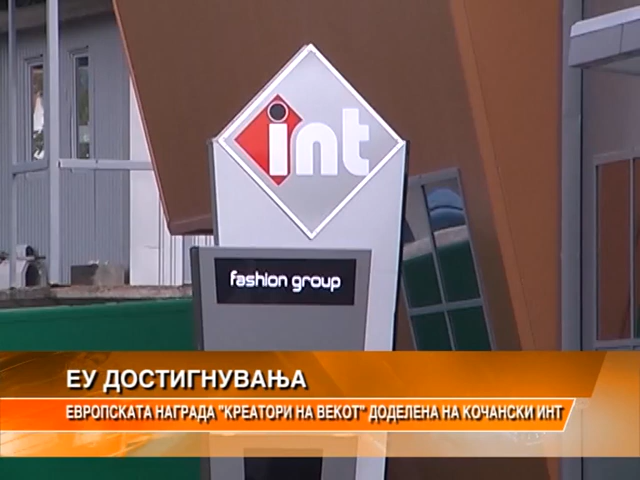 int
fashion group
ЕУ ДОСТИГНУВАЊА
ЕВРОПСКАТА НАГРАДА "КРЕАТОРИ НА ВЕКОТ" ДОДЕЛЕНА НА КОЧАНСКИ ИНТ